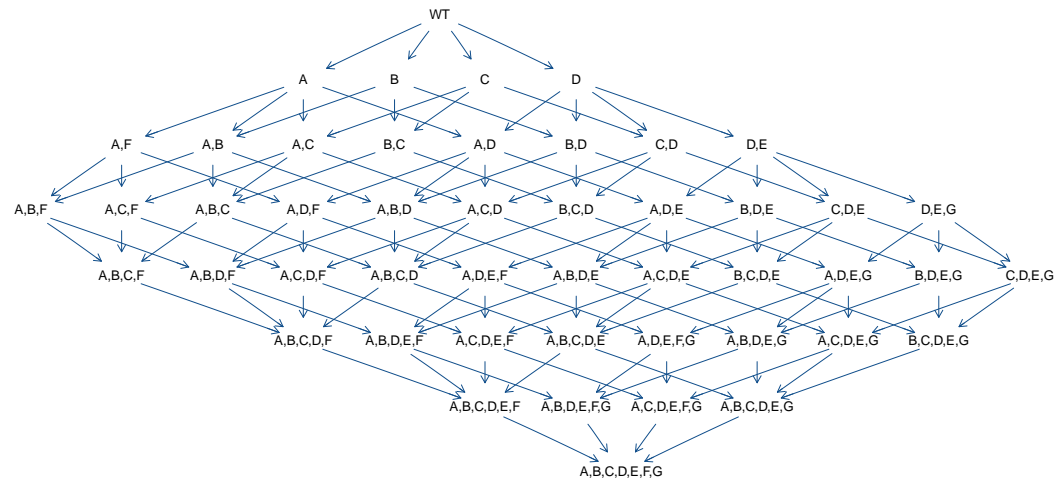 WT
A B C D
A,F A,B A,C B,C A,D B,D C,D D,E
A,B,F A,C,F A,B,C A,D,F A,B,D A,C,D B,C,D A,D,E B,D,E C,D,E D,E,G
A,B,C,F A,B,D,F A,C,D,F A,B,C,D A,D,E,F A,B,D,E A,C,D,E B,C,D,E A,D,E,G B,D,E,G C,D,E,G
A,B,C,D,F A,B,D,E,F A,C,D,E,F A,B,C,D,E A,D,E,F,G A,B,D,E,G A,C,D,E,G B,C,D,E,G
A,B,C,D,E,F A,B,D,E,F,G A,C,D,E,F,G A,B,C,D,E,G
A,B,C,D,E,F,G